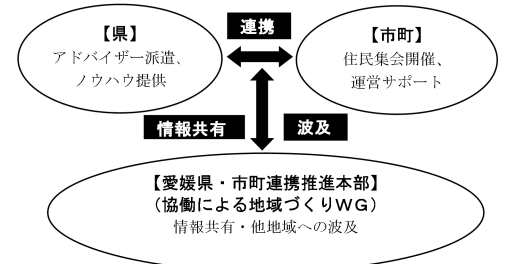 【県】
アドバイザー派遣、
ノウハウ提供
連携
【市町】
住民集会開催、
運営サポート
情報共有
波及
【愛媛県・市町連携推進本部】
（協働による地域づくりＷＧ）
情報共有・他地域への波及